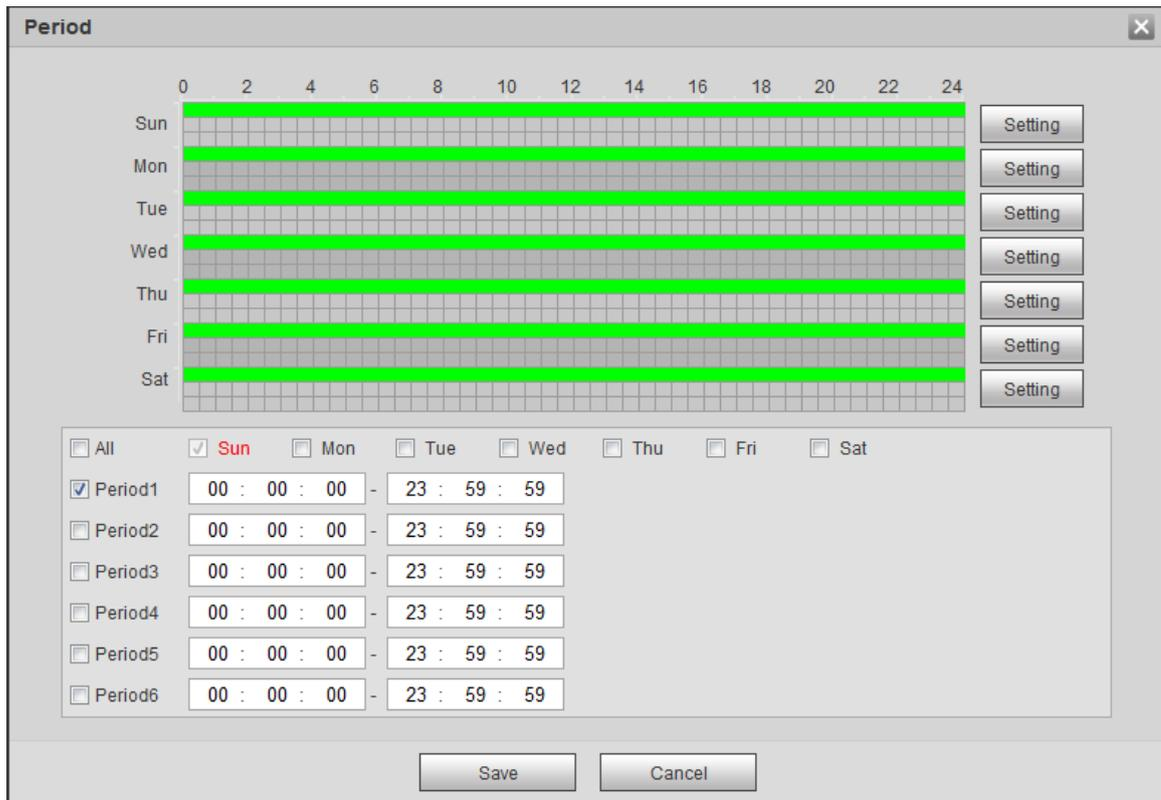 Period
0 2 4 6 8 10 12 14 16 18 20 22 24
Sun Setting
Mon Setting
Tue Setting
Wed Setting
Thu Setting
Fri Setting
Sat Setting
All Sun Mon Tue Wed Thu Fri Sat
Period1 00 : 00 : 00 - 23 : 59 : 59
Period2 00 : 00 : 00 - 23 : 59 : 59
Period3 00 : 00 : 00 - 23 : 59 : 59
Period4 00 : 00 : 00 - 23 : 59 : 59
Period5 00 : 00 : 00 - 23 : 59 : 59
Period6 00 : 00 : 00 - 23 : 59 : 59
Save Cancel